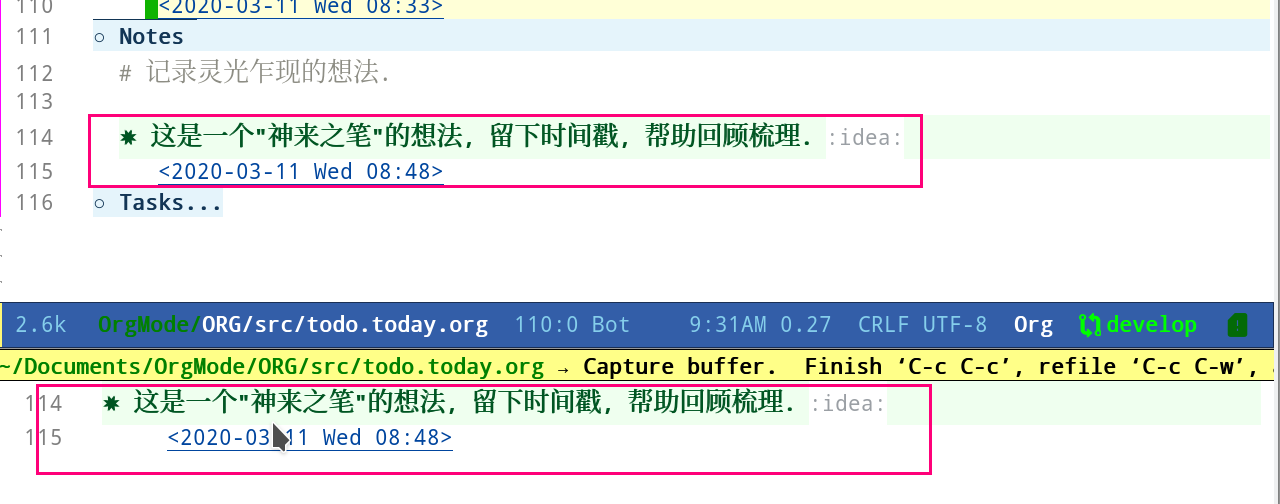 110 <2020-03-11 Wed 08:33>
111 ○ Notes
112 # 记录灵光乍现的想法.
113
114 ✸ 这是一个"神来之笔"的想法, 留下时间戳, 帮助回顾梳理. :idea:
115 <2020-03-11 Wed 08:48>
116 ○ Tasks...
2.6k OrgMode/ORG/src/todo.today.org 110:0 Bot 9:31AM 0.27 CRLF UTF-8 Org develop
~/Documents/OrgMode/ORG/src/todo.today.org → Capture buffer. Finish ‘C-c C-c’, refile ‘C-c C-w’,
114 ✸ 这是一个"神来之笔"的想法, 留下时间戳, 帮助回顾梳理. :idea:
115 <2020-03-11 Wed 08:48>